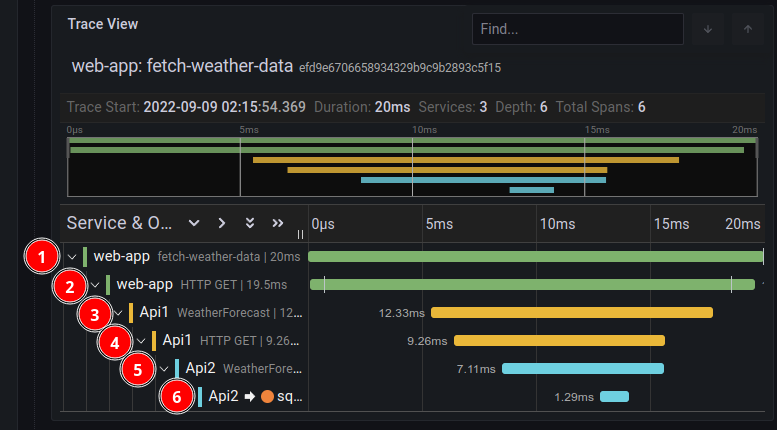 Trace View
Find...
web-app: fetch-weather-data efd9e6706658934329b9c9b2893c5f15
Trace Start: 2022-09-09 02:15:54.369 Duration: 20ms Services: 3 Depth: 6 Total Spans: 6
0μs 5ms 10ms 15ms 20ms
Service & O... 0μs 5ms 10ms 15ms 20ms
1 web-app fetch-weather-data | 20ms
2 web-app HTTP GET | 19.5ms
3 Api1 WeatherForecast | 12... 12.33ms
4 Api1 HTTP GET | 9.26... 9.26ms
5 Api2 WeatherFore... 7.11ms
6 Api2 sq... 1.29ms